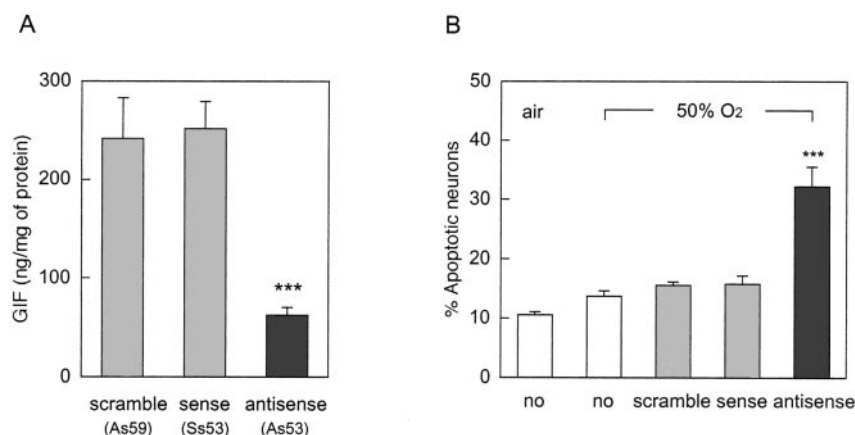 A
GIF (ng/mg of protein)
300
200
100
0
***
scramble sense antisense
(As59) (Ss53) (As53)
B
% Apoptotic neurons
50
40
30
20
10
0
air 50% O₂
***
no no scramble sense antisense